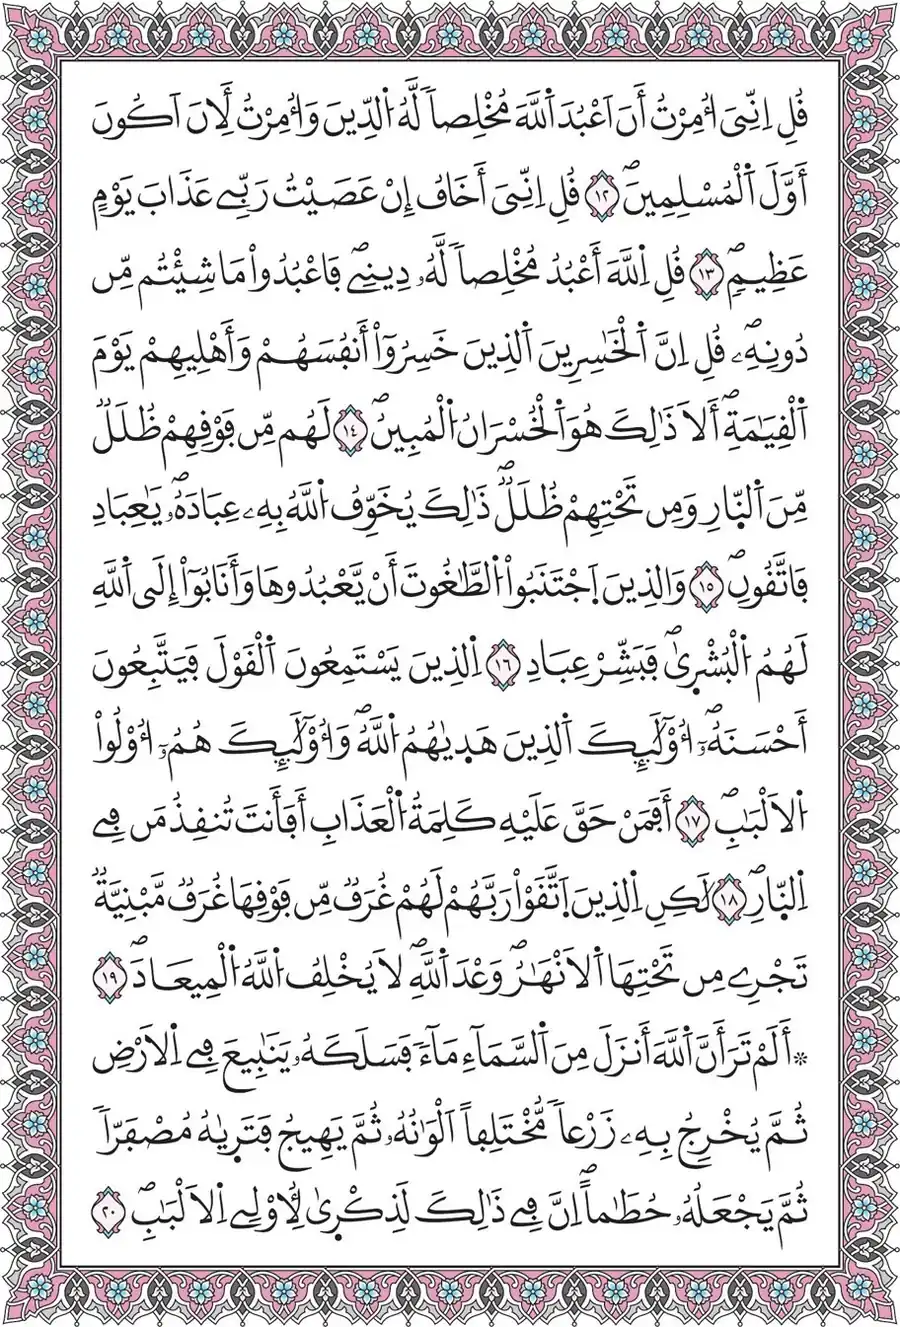 قُلِ اِنِّيَ أُمِرْتُ أَنَ اَعْبُدَ اَ۬للَّهَ مُخْلِصاٗ لَّهُ اُ۬لدِّينَ وَأُمِرْتُ لِأَنَ اَكُونَ
أَوَّلَ اَ۬لْمُسْلِمِينَۖ ١٢ قُلِ اِنِّيَ أَخَافُ إِنْ عَصَيْتُ رَبِّے عَذَابَ يَوْمٍ
عَظِيمٖۖ ١٣ قُلِ اِ۬للَّهَ أَعْبُدُ مُخْلِصاٗ لَّهُۥ دِينِےۖ فَاعْبُدُواْ مَا شِئْتُم مِّن
دُونِهِۦۖ قُلِ اِنَّ اَ۬لْخَٰسِرِينَ اَ۬لذِينَ خَسِرُوٓاْ أَنفُسَهُمْ وَأَهْلِيهِمْ يَوْمَ
اَ۬لْقِيَٰمَةِۖ أَلَا ذَٰلِكَ هُوَ اَ۬لْخُسْرَانُ اُ۬لْمُبِينُۖ ١٤ لَهُم مِّن فَوْقِهِمْ ظُلَلٞ
مِّنَ اَ۬لنّ۪ارِ وَمِن تَحْتِهِمْ ظُلَلٞۖ ذَٰلِكَ يُخَوِّفُ اُ۬للَّهُ بِهِۦ عِبَادَهُۥۖ يَٰعِبَادِ
فَاتَّقُونِۖ ١٥ وَالذِينَ اَجْتَنَبُواْ اُ۬لطَّٰغُوتَ أَنْ يَّعْبُدُوهَا وَأَنَابُوٓاْ إِلَى اَ۬للَّهِ
لَهُمُ اُ۬لْبُشْر۪ىٰۖ فَبَشِّرْ عِبَادِ ١٦ اِ۬لذِينَ يَسْتَمِعُونَ اَ۬لْقَوْلَ فَيَتَّبِعُونَ
أَحْسَنَهُۥٓۖ أُوْلَٰٓئِكَ اَ۬لذِينَ هَد۪يٰهُمُ اُ۬للَّهُۖ وَأُوْلَٰٓئِكَ هُمُۥٓ أُوْلُواْ
اُ۬لَالْبَٰبِۖ ١٧ أَفَمَنْ حَقَّ عَلَيْهِ كَلِمَةُ اُ۬لْعَذَابِ أَفَأَنتَ تُنقِذُ مَن فِے
اِ۬لنّ۪ارِۖ ١٨ لَٰكِنِ اِ۬لذِينَ اَتَّقَوْاْ رَبَّهُمْ لَهُمْ غُرَفٞ مِّن فَوْقِهَا غُرَفٞ مَّبْنِيَّةٞ
تَجْرِے مِن تَحْتِهَا اَ۬لَانْهَٰرُۖ وَعْدَ اَ۬للَّهِۖ لَا يُخْلِفُ اُ۬للَّهُ اُ۬لْمِيعَادَۖ ١٩
۞ أَلَمْ تَرَ أَنَّ اَ۬للَّهَ أَنزَلَ مِنَ اَ۬لسَّمَآءِ مَآءٗ فَسَلَكَهُۥ يَنَٰبِيعَ فِے اِ۬لَارْضِ
ثُمَّ يُخْرِجُ بِهِۦ زَرْعاٗ مُّخْتَلِفاً اَلْوَٰنُهُۥ ثُمَّ يَهِيجُ فَتَر۪يٰهُ مُصْفَرّاٗ
ثُمَّ يَجْعَلُهُۥ حُطَٰماًۖ اِنَّ فِے ذَٰلِكَ لَذِكْر۪ىٰ لِأُوْلِے اِ۬لَالْبَٰبِۖ ٢٠